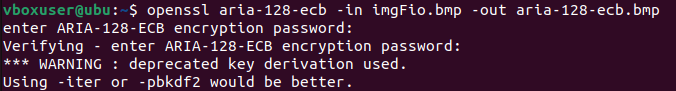 vboxuser@ubu:~$ openssl aria-128-ecb -in imgFio.bmp -out aria-128-ecb.bmp
enter ARIA-128-ECB encryption password:
Verifying - enter ARIA-128-ECB encryption password:
*** WARNING : deprecated key derivation used.
Using -iter or -pbkdf2 would be better.